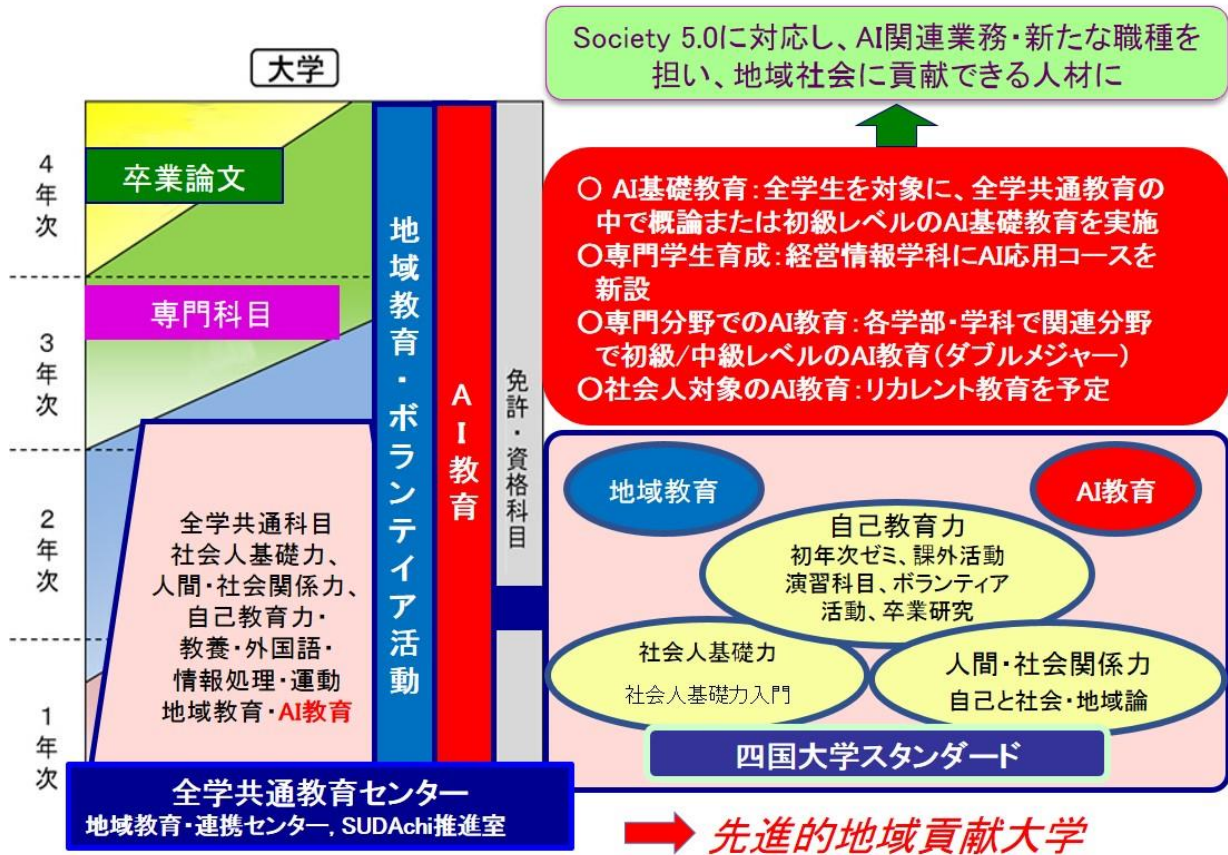 大学
4年次
3年次
2年次
1年次
卒業論文
専門科目
全学共通科目
社会人基礎力、
人間・社会関係力、
自己教育力・
教養・外国語・
情報処理・運動
地域教育・AI教育
地域教育・ボランテイア活動
AI教育
免許・資格科目
全学共通教育センター
地域教育・連携センター, SUDAchi推進室
Society 5.0に対応し、AI関連業務・新たな職種を
担い、地域社会に貢献できる人材に
○ AI基礎教育：全学生を対象に、全学共通教育の
中で概論または初級レベルのAI基礎教育を実施
○専門学生育成：経営情報学科にAI応用コースを
新設
○専門分野でのAI教育：各学部・学科で関連分野
で初級/中級レベルのAI教育（ダブルメジャー）
○社会人対象のAI教育：リカレント教育を予定
地域教育
AI教育
自己教育力
初年次ゼミ、課外活動
演習科目、ボランティア
活動、卒業研究
社会人基礎力
社会人基礎力入門
人間・社会関係力
自己と社会・地域論
四国大学スタンダード
先進的地域貢献大学